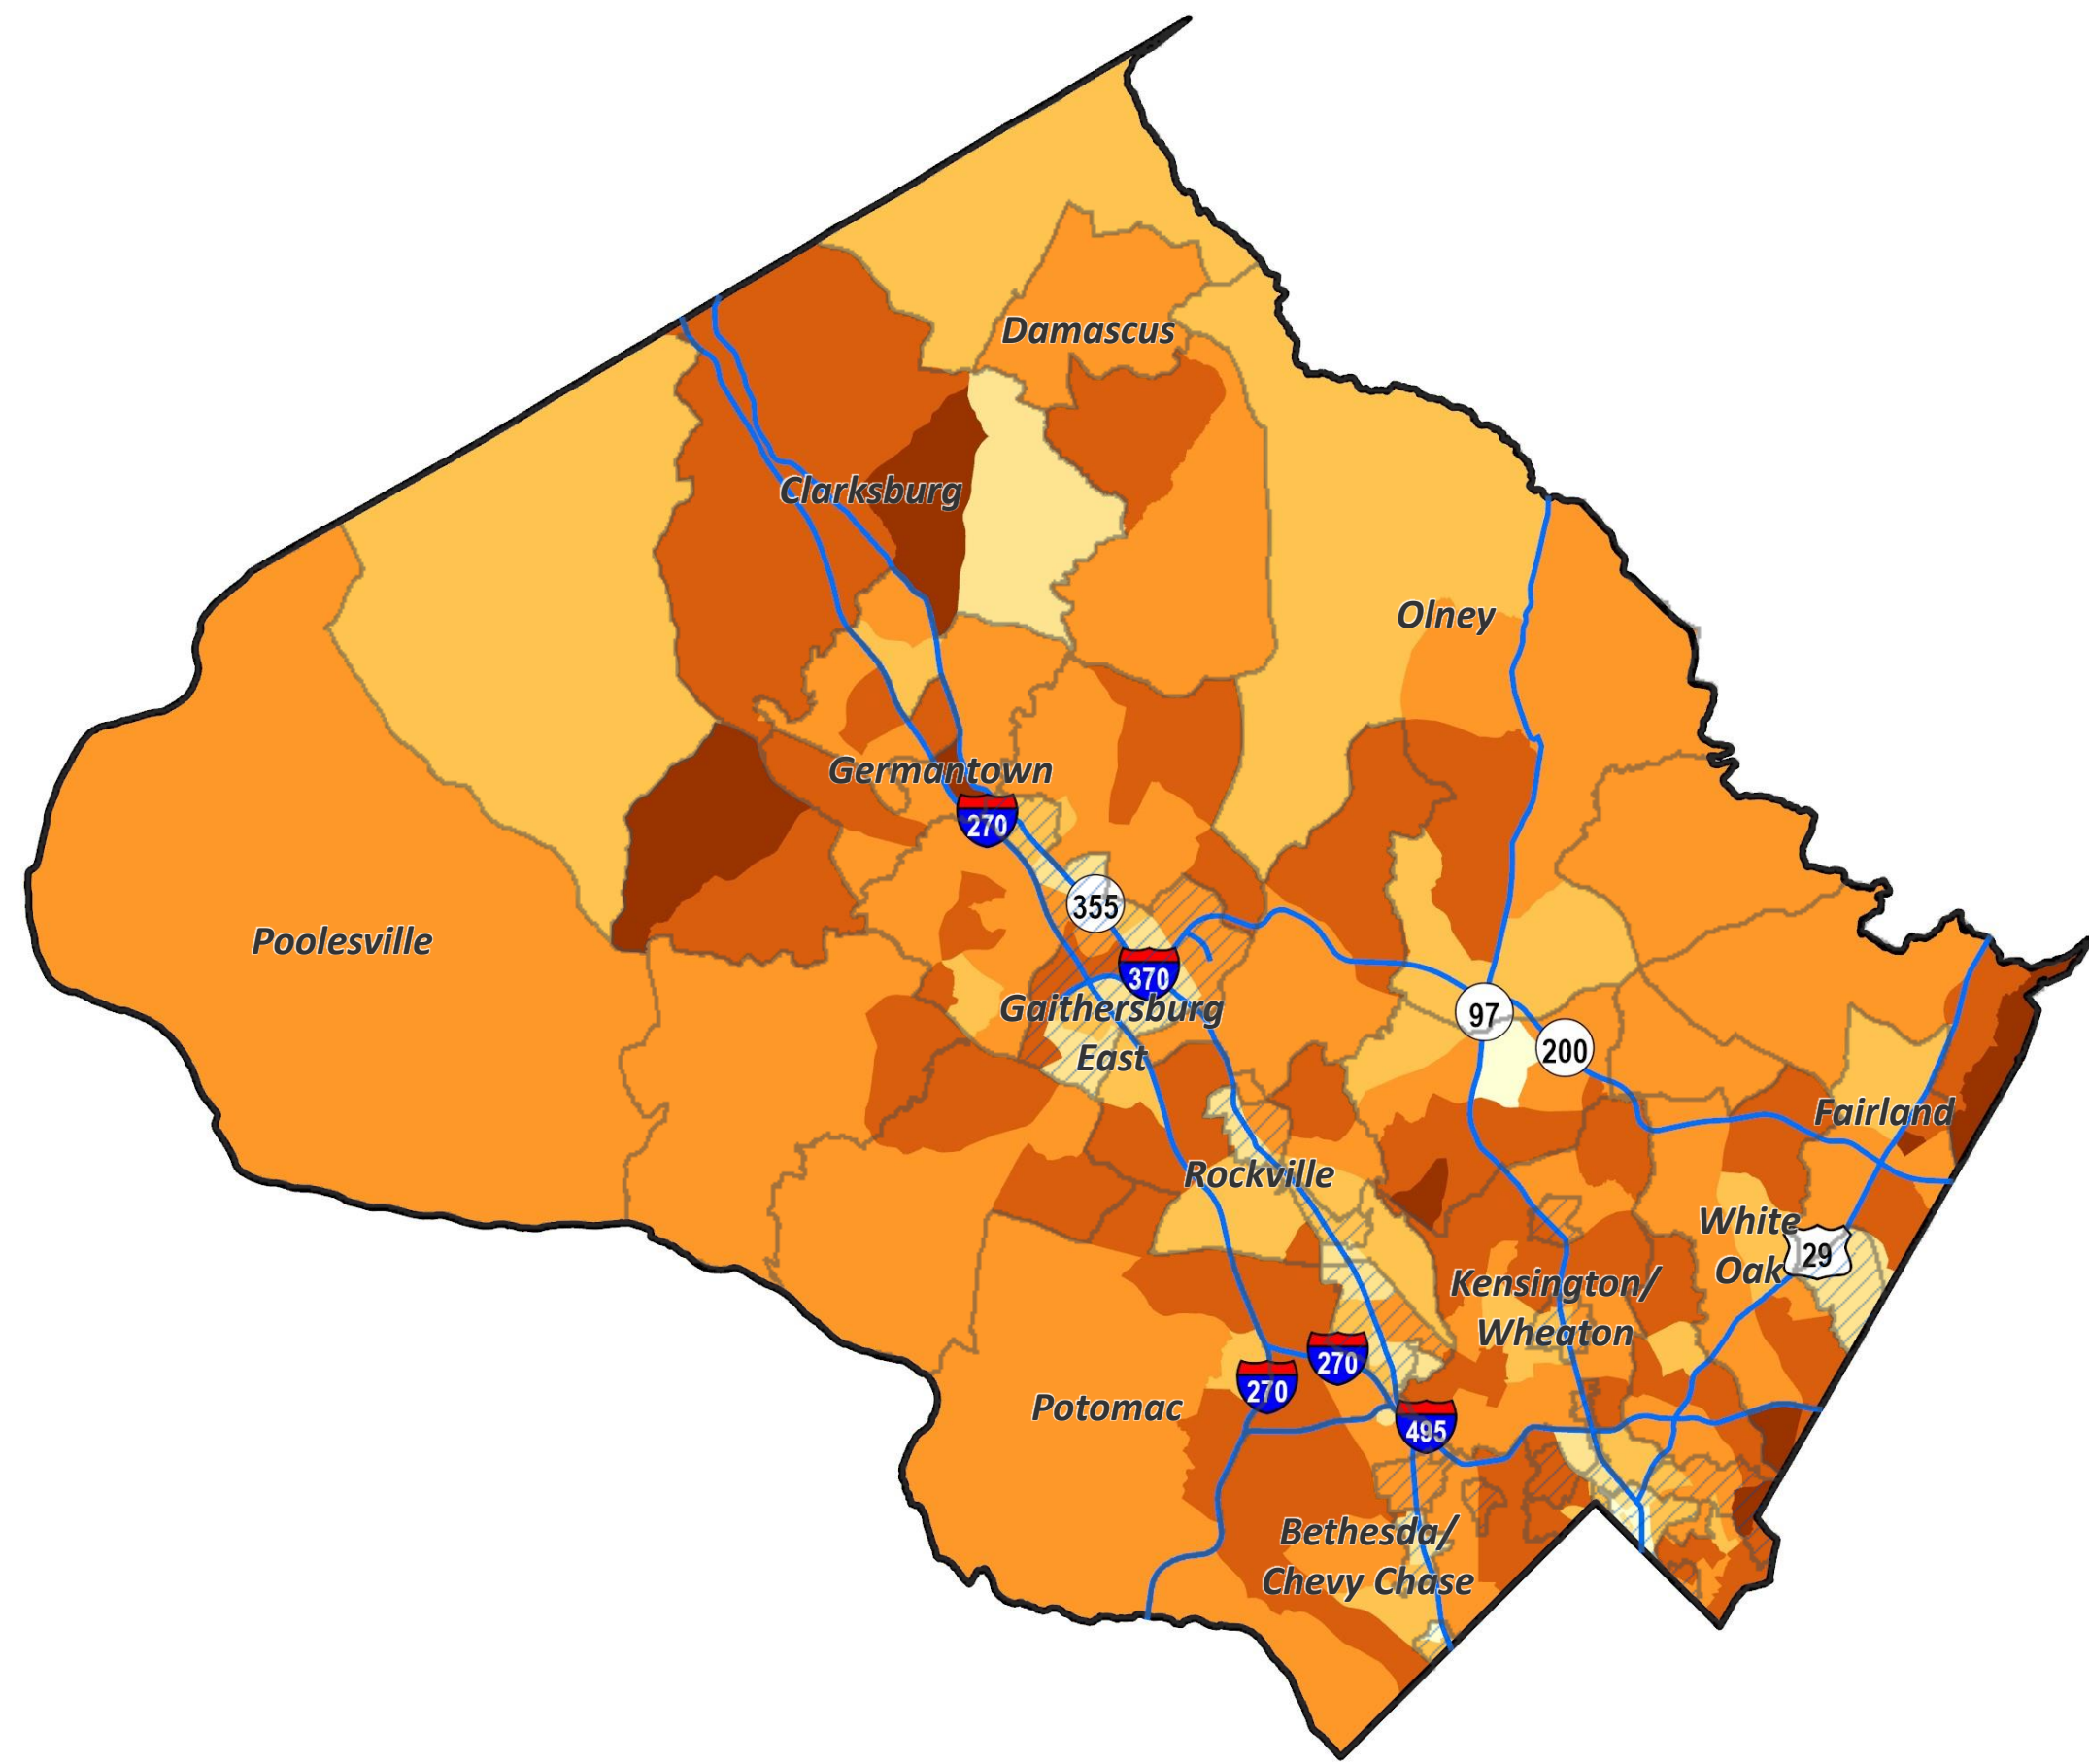 Damascus
Clarksburg
Olney
Germantown
270
355
Poolesville
370
Gaithersburg
East
97
200
Fairland
Rockville
White
Oak
29
Kensington/
Wheaton
270
270
Potomac
495
Bethesda/
Chevy Chase